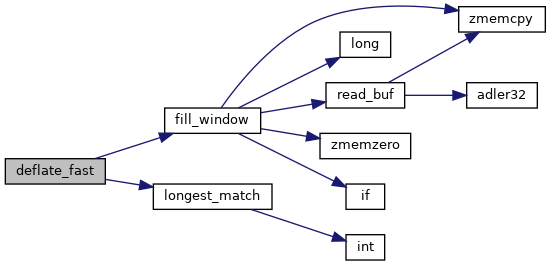 deflate_fast
fill_window
longest_match
long
read_buf
zmemzero
if
int
zmemcpy
adler32